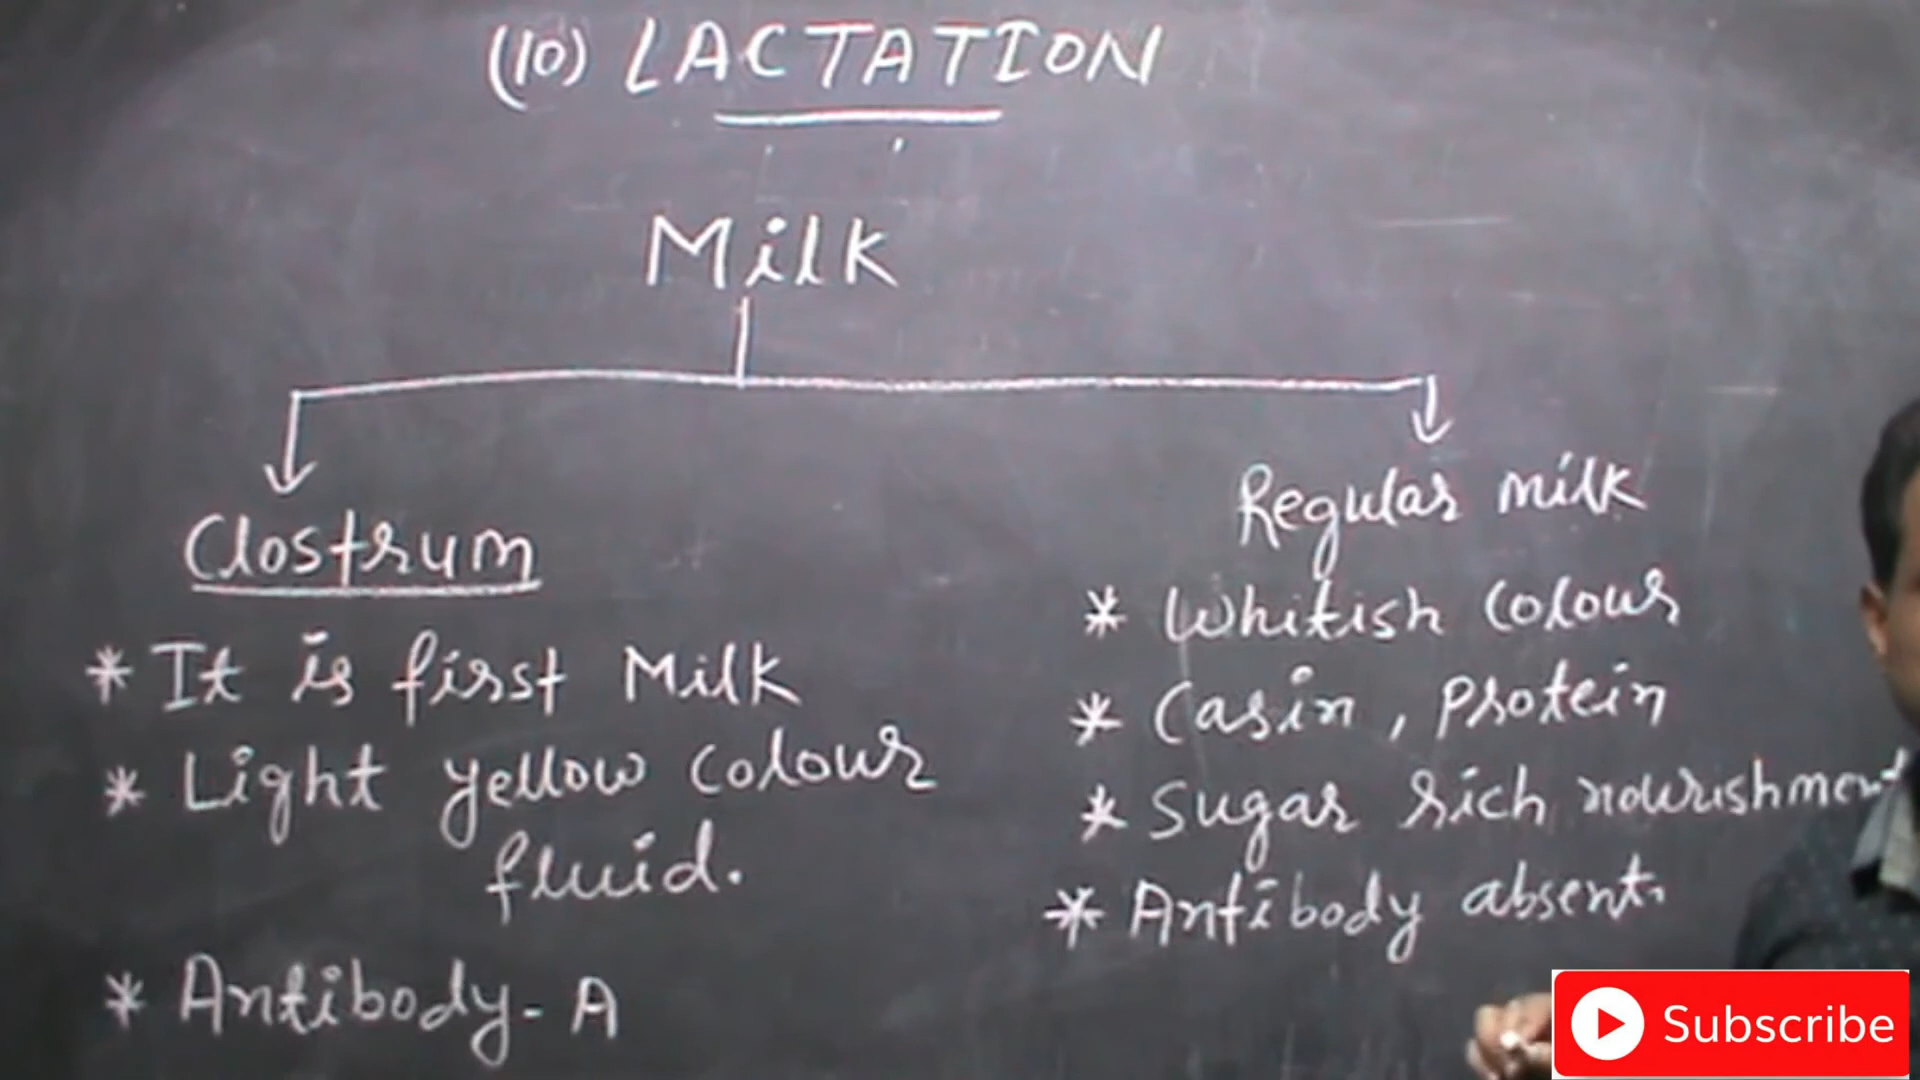 (10) LACTATION
Milk
Clostrum
* It is first Milk
* Light yellow colour
fluid.
* Antibody - A
Regular milk
* Whitish colour
* Casin, Protein
* Sugar rich nourishment
* Antibody absent.
Subscribe